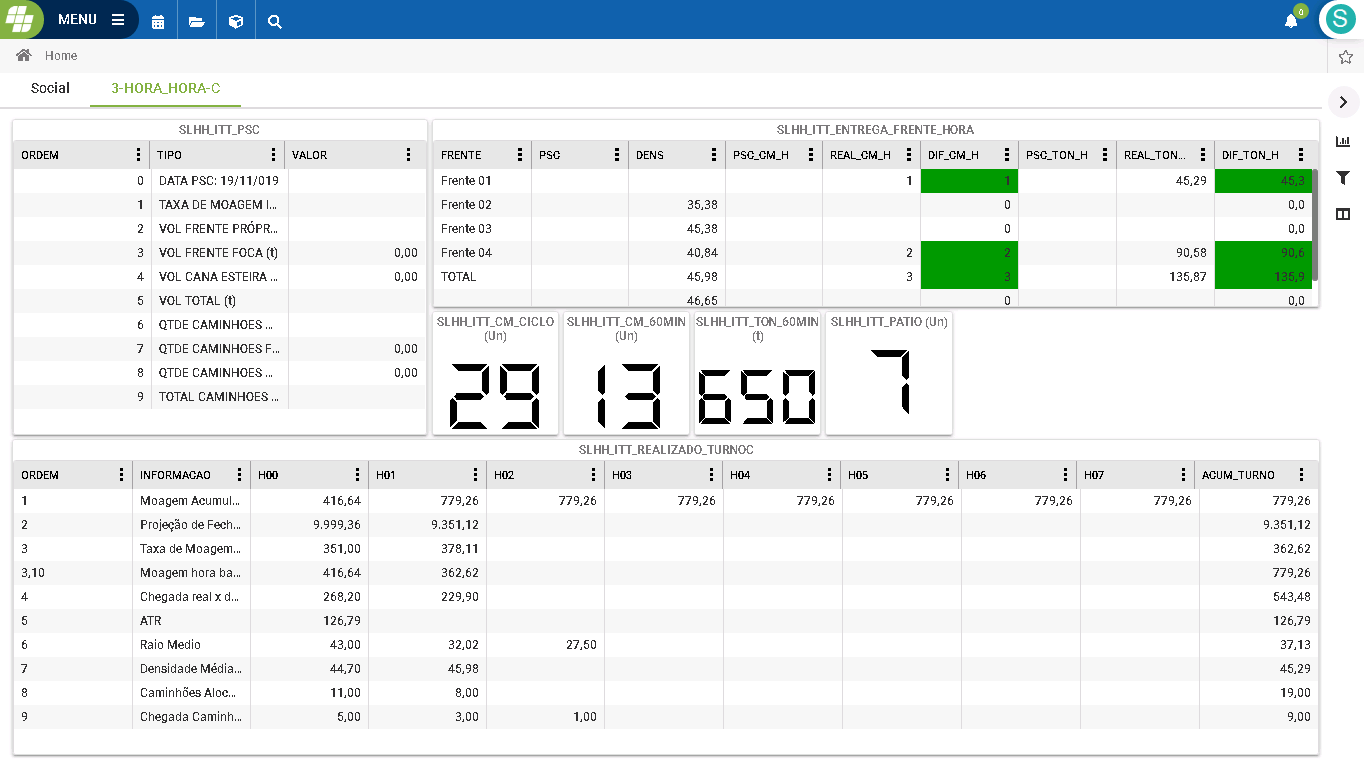 MENU
0
S
Home
Social 3-HORA_HORA-C
SLHH_ITT_PSC
ORDEM TIPO VALOR
0 DATA PSC: 19/11/019
1 TAXA DE MOAGEM I...
2 VOL FRENTE PRÓPR...
3 VOL FRENTE FOCA (t) 0,00
4 VOL CANA ESTEIRA ... 0,00
5 VOL TOTAL (t)
6 QTDE CAMINHOES ...
7 QTDE CAMINHOES F... 0,00
8 QTDE CAMINHOES ... 0,00
9 TOTAL CAMINHOES ...
SLHH_ITT_ENTREGA_FRENTE_HORA
FRENTE PSC DENS PSC_CM_H REAL_CM_H DIF_CM_H PSC_TON_H REAL_TON... DIF_TON_H
Frente 01 1 1 45,29 45,3
Frente 02 35,38 0 0,0
Frente 03 45,38 0 0,0
Frente 04 40,84 2 2 90,58 90,6
TOTAL 45,98 3 3 135,87 135,9
46,65 0 0,0
SLHH_ITT_CM_CICLO
(Un)
29
SLHH_ITT_CM_60MIN
(Un)
13
SLHH_ITT_TON_60MIN
(t)
650
SLHH_ITT_PATIO (Un)
7
SLHH_ITT_REALIZADO_TURNOC
ORDEM INFORMACAO H00 H01 H02 H03 H04 H05 H06 H07 ACUM_TURNO
1 Moagem Acumul... 416,64 779,26 779,26 779,26 779,26 779,26 779,26 779,26 779,26
2 Projeção de Fech... 9.999,36 9.351,12 9.351,12
3 Taxa de Moagem... 351,00 378,11 362,62
3,10 Moagem hora ba... 416,64 362,62 779,26
4 Chegada real x d... 268,20 229,90 543,48
5 ATR 126,79 126,79
6 Raio Medio 43,00 32,02 27,50 37,13
7 Densidade Média... 44,70 45,98 45,29
8 Caminhões Aloc... 11,00 8,00 19,00
9 Chegada Caminh... 5,00 3,00 1,00 9,00